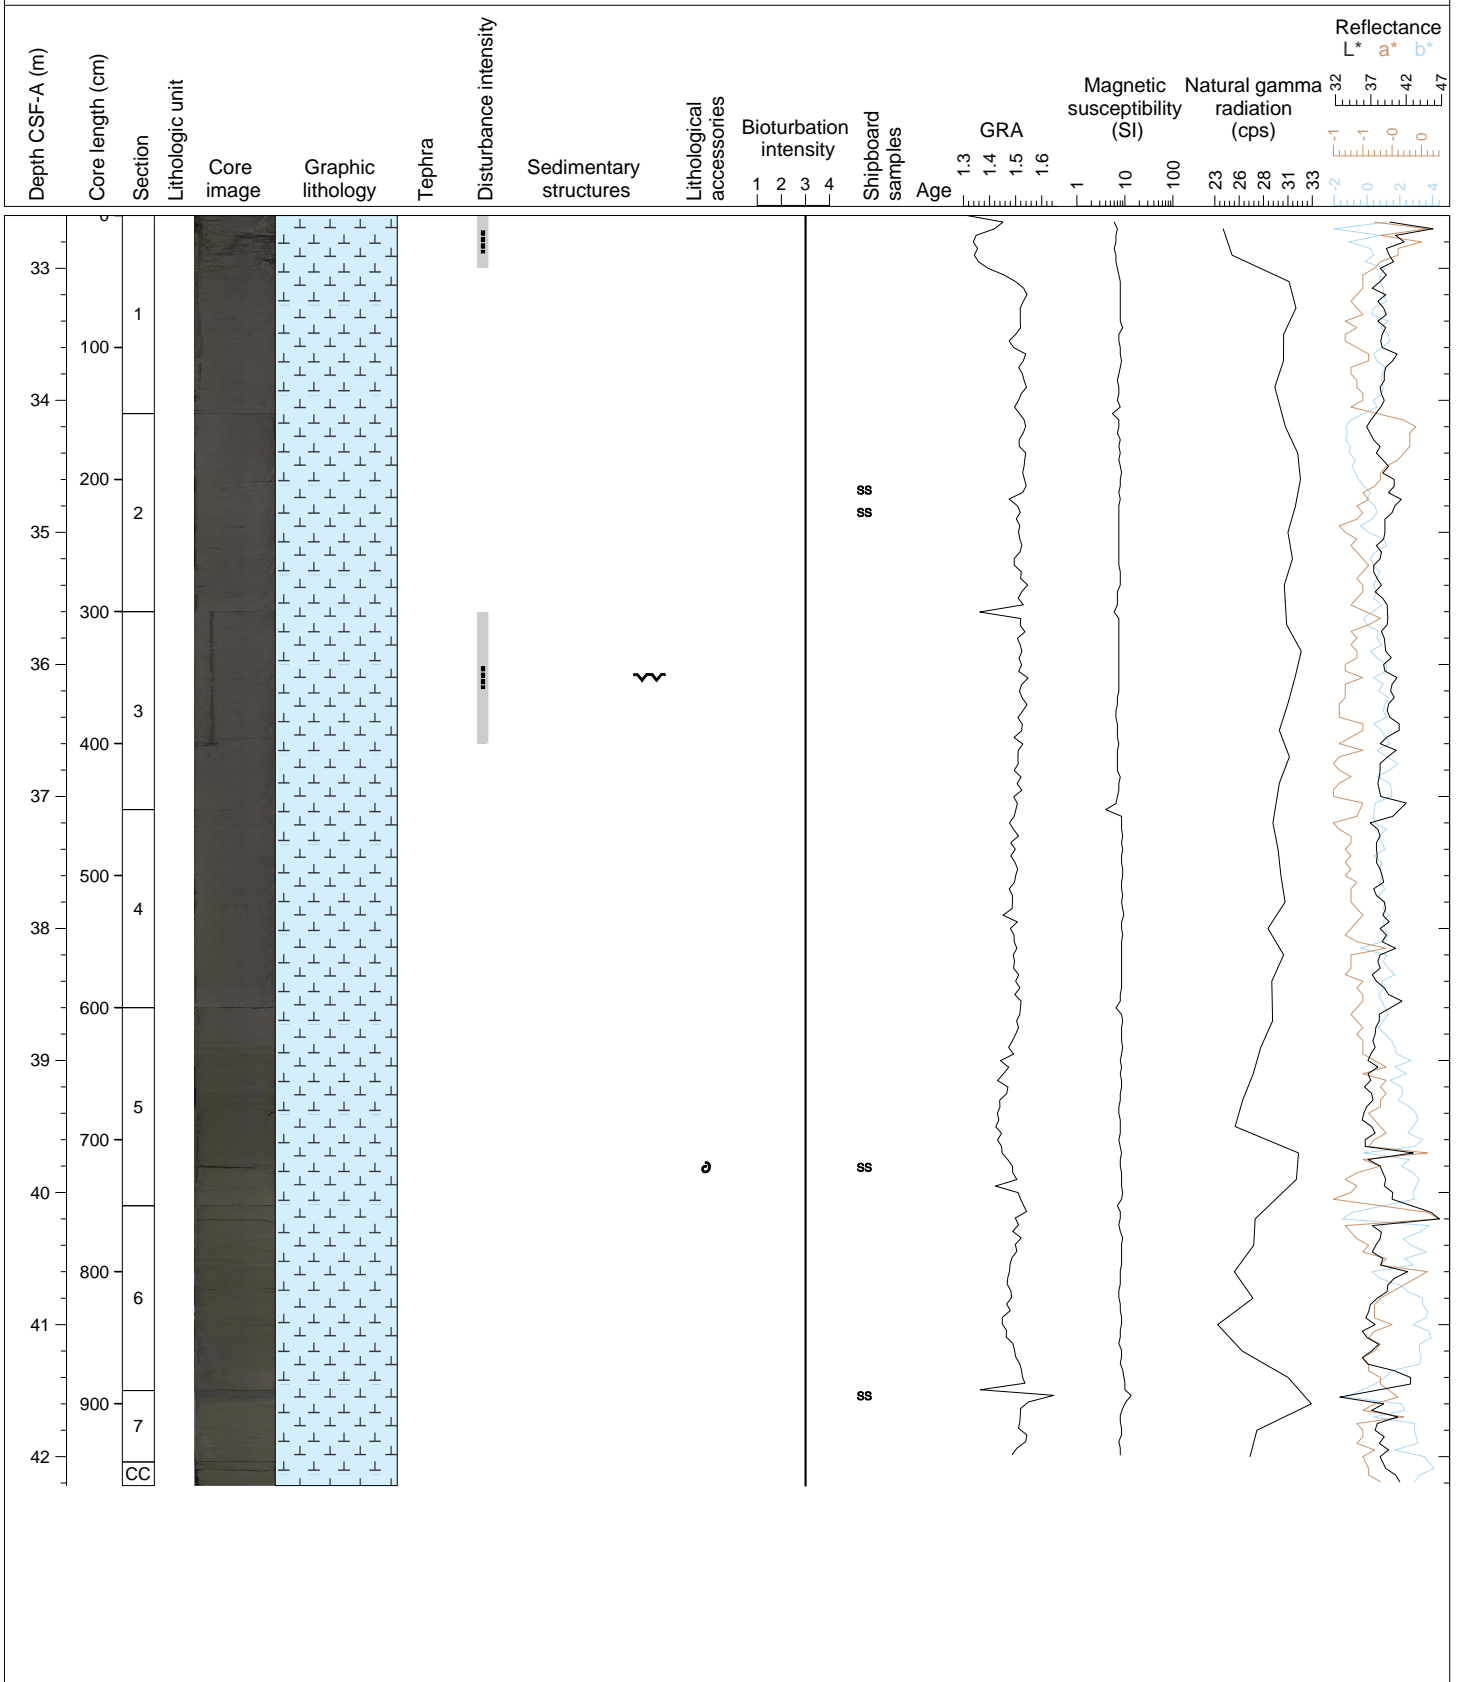 Depth CSF-A (m)
Core length (cm)
Section
Lithologic unit
Core image
Graphic lithology
Tephra
Disturbance intensity
Sedimentary structures
Lithological accessories
Bioturbation intensity
1 2 3 4
Shipboard samples
Age
GRA
1.3 1.4 1.5 1.6
Magnetic susceptibility (SI)
1 10 100
Natural gamma radiation (cps)
23 26 28 31 33
Reflectance
L* a* b*
32 37 42 47
-1 -1 -0 0
-2 0 2 4
0
33
1
100
34
200
ss
2
ss
35
300
36
3
400
37
500
4
38
600
39
5
700
ss
40
800
6
41
ss
900
7
42
CC